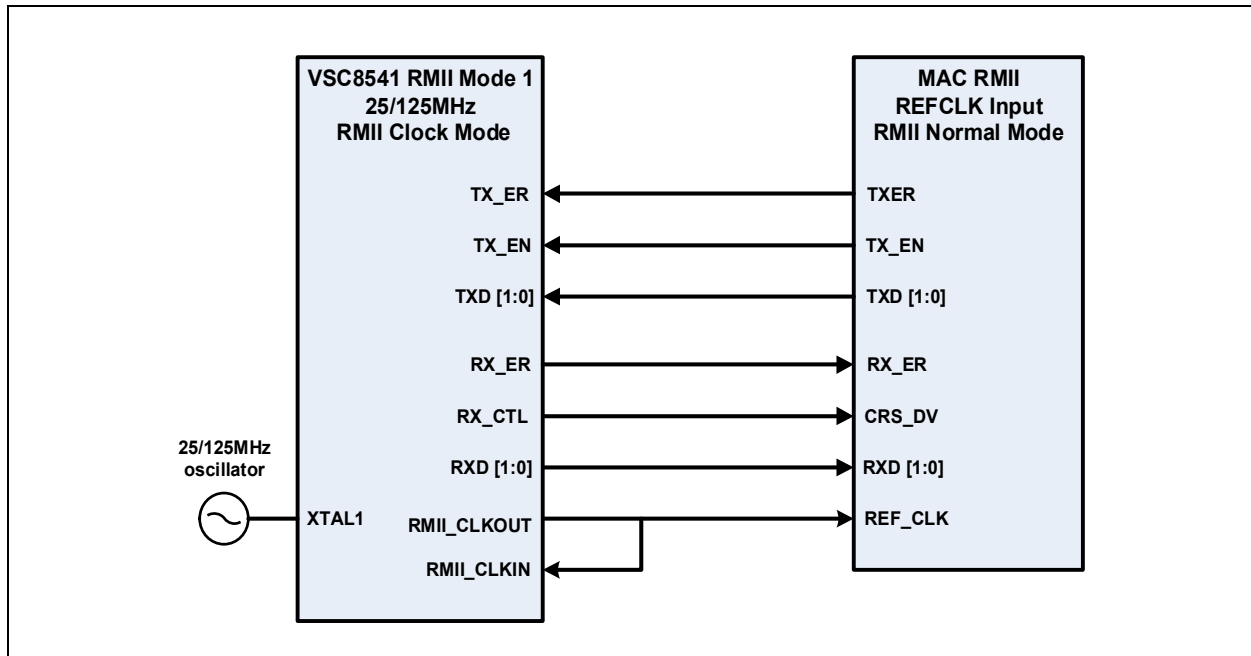 VSC8541 RMII Mode 1
25/125MHz
RMII Clock Mode
TX_ER
TX_EN
TXD [1:0]
RX_ER
RX_CTL
RXD [1:0]
RMII_CLKOUT
RMII_CLKIN
XTAL1
25/125MHz
oscillator
MAC RMII
REFCLK Input
RMII Normal Mode
TXER
TX_EN
TXD [1:0]
RX_ER
CRS_DV
RXD [1:0]
REF_CLK